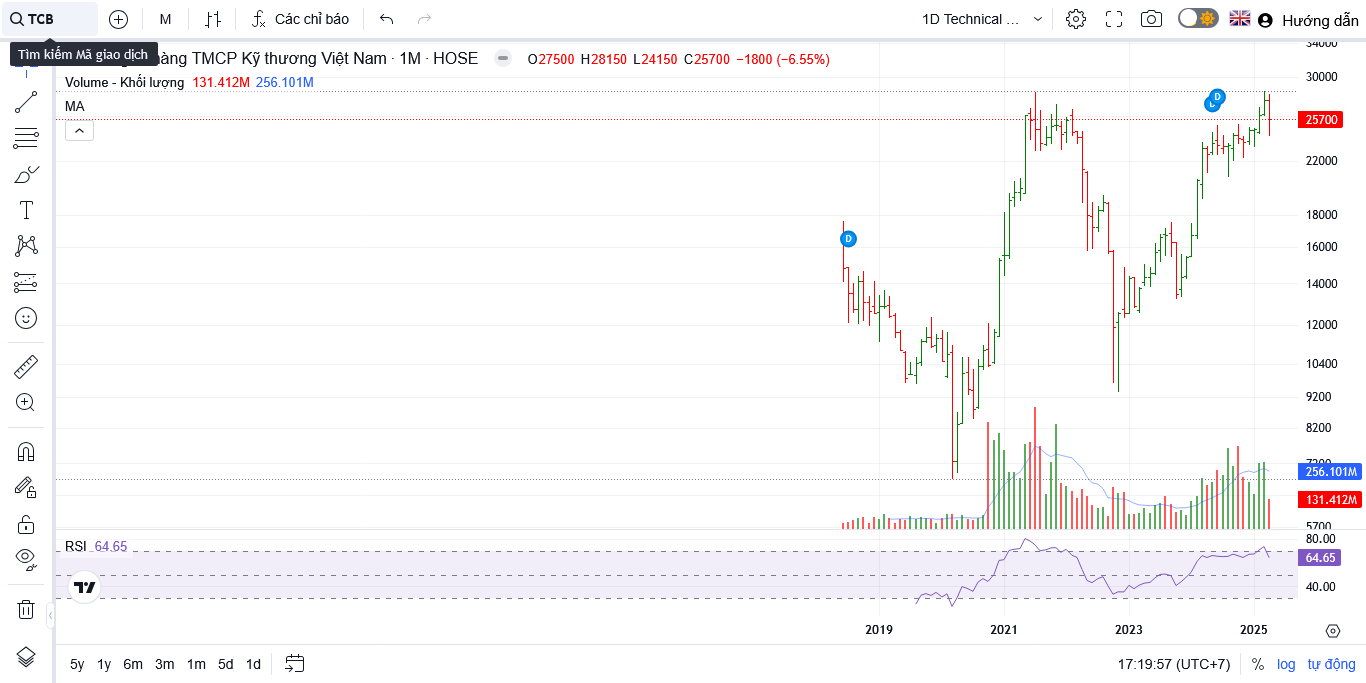 TCB
M
Các chỉ báo
1D Technical ...
Hướng dẫn
Tìm kiếm Mã giao dịch
hàng TMCP Kỹ thương Việt Nam · 1M · HOSE
O27500 H28150 L24150 C25700 −1800 (−6.55%)
Volume - Khối lượng 131.412M 256.101M
MA
D
L
D
34000
30000
25700
22000
18000
16000
14000
12000
10400
9200
8200
7200
256.101M
131.412M
5700
RSI 64.65
80.00
64.65
40.00
2019 2021 2023 2025
5y 1y 6m 3m 1m 5d 1d
17:19:57 (UTC+7) % log tự động